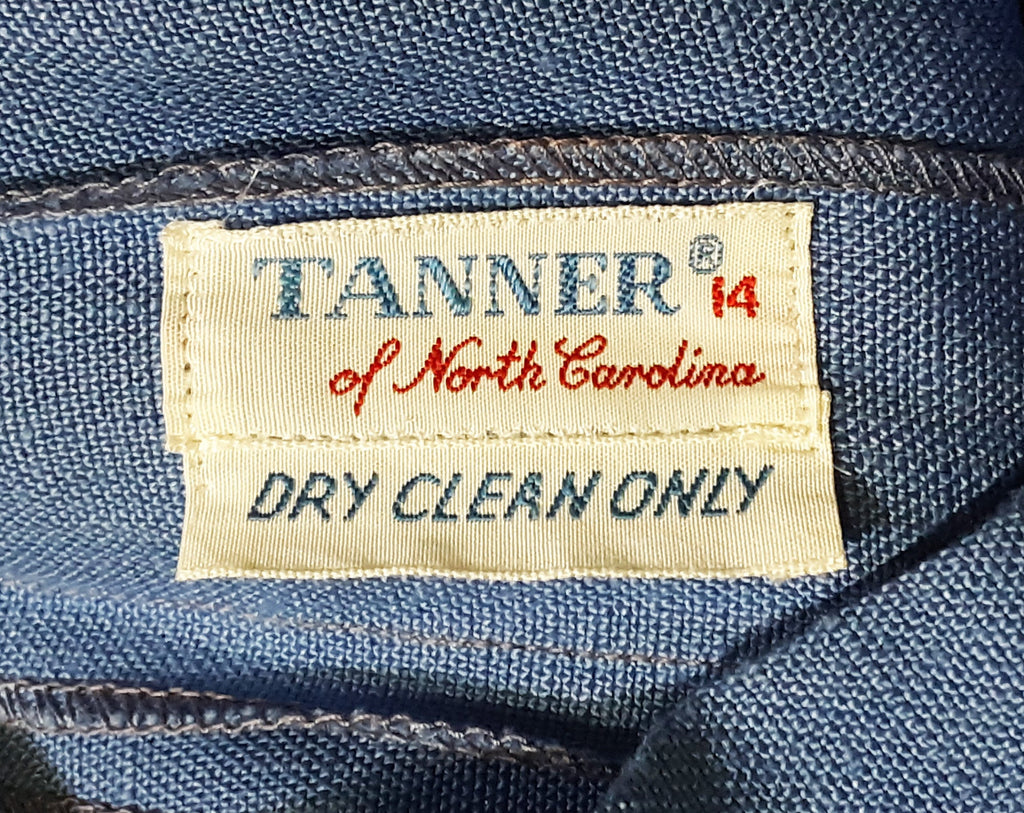 TANNER® 14
of North Carolina
DRY CLEAN ONLY